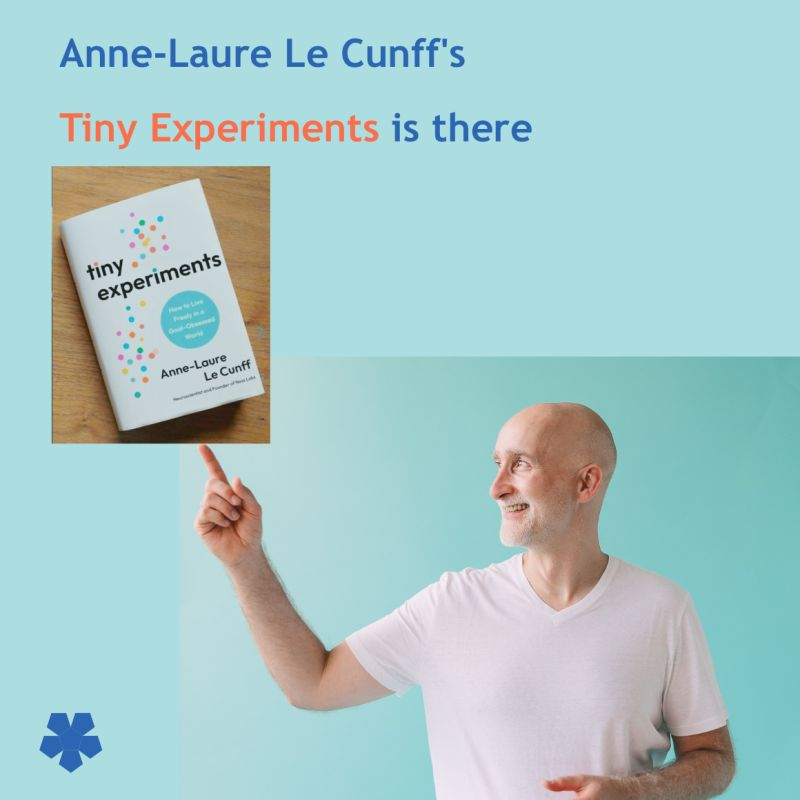 Anne-Laure Le Cunff's
Tiny Experiments is there
tiny
experiments
How to Live
Freely in a
Goal-Obsessed
World
Anne-Laure
Le Cunff
Neuroscientist and Founder of Ness Labs